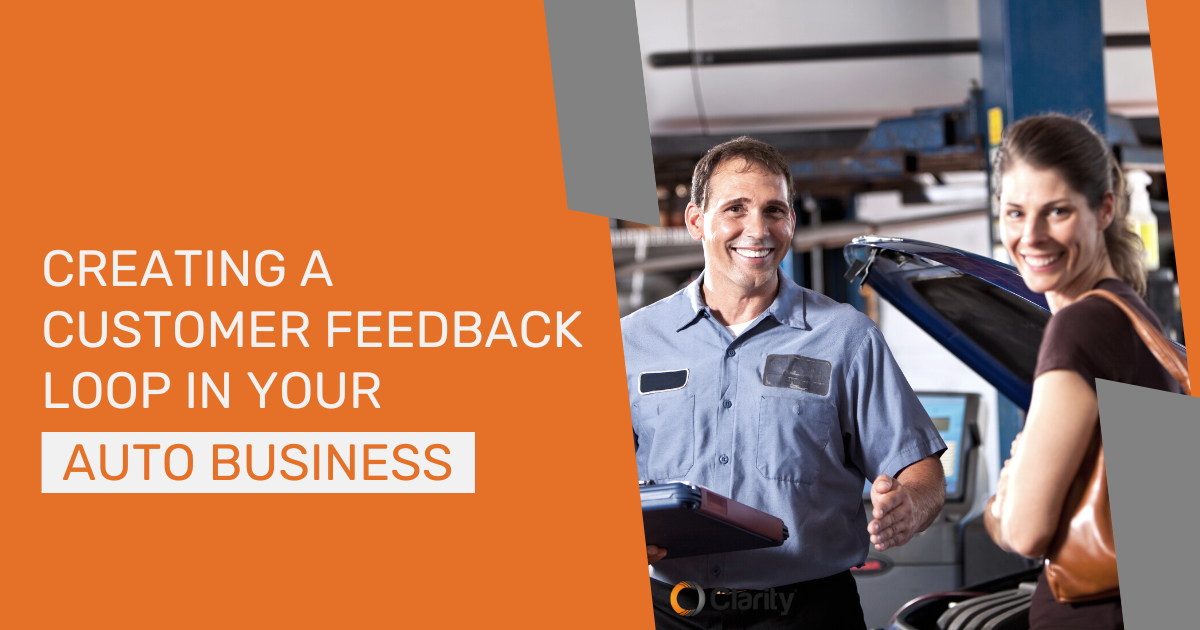 CREATING A
CUSTOMER FEEDBACK
LOOP IN YOUR
AUTO BUSINESS
Clarity